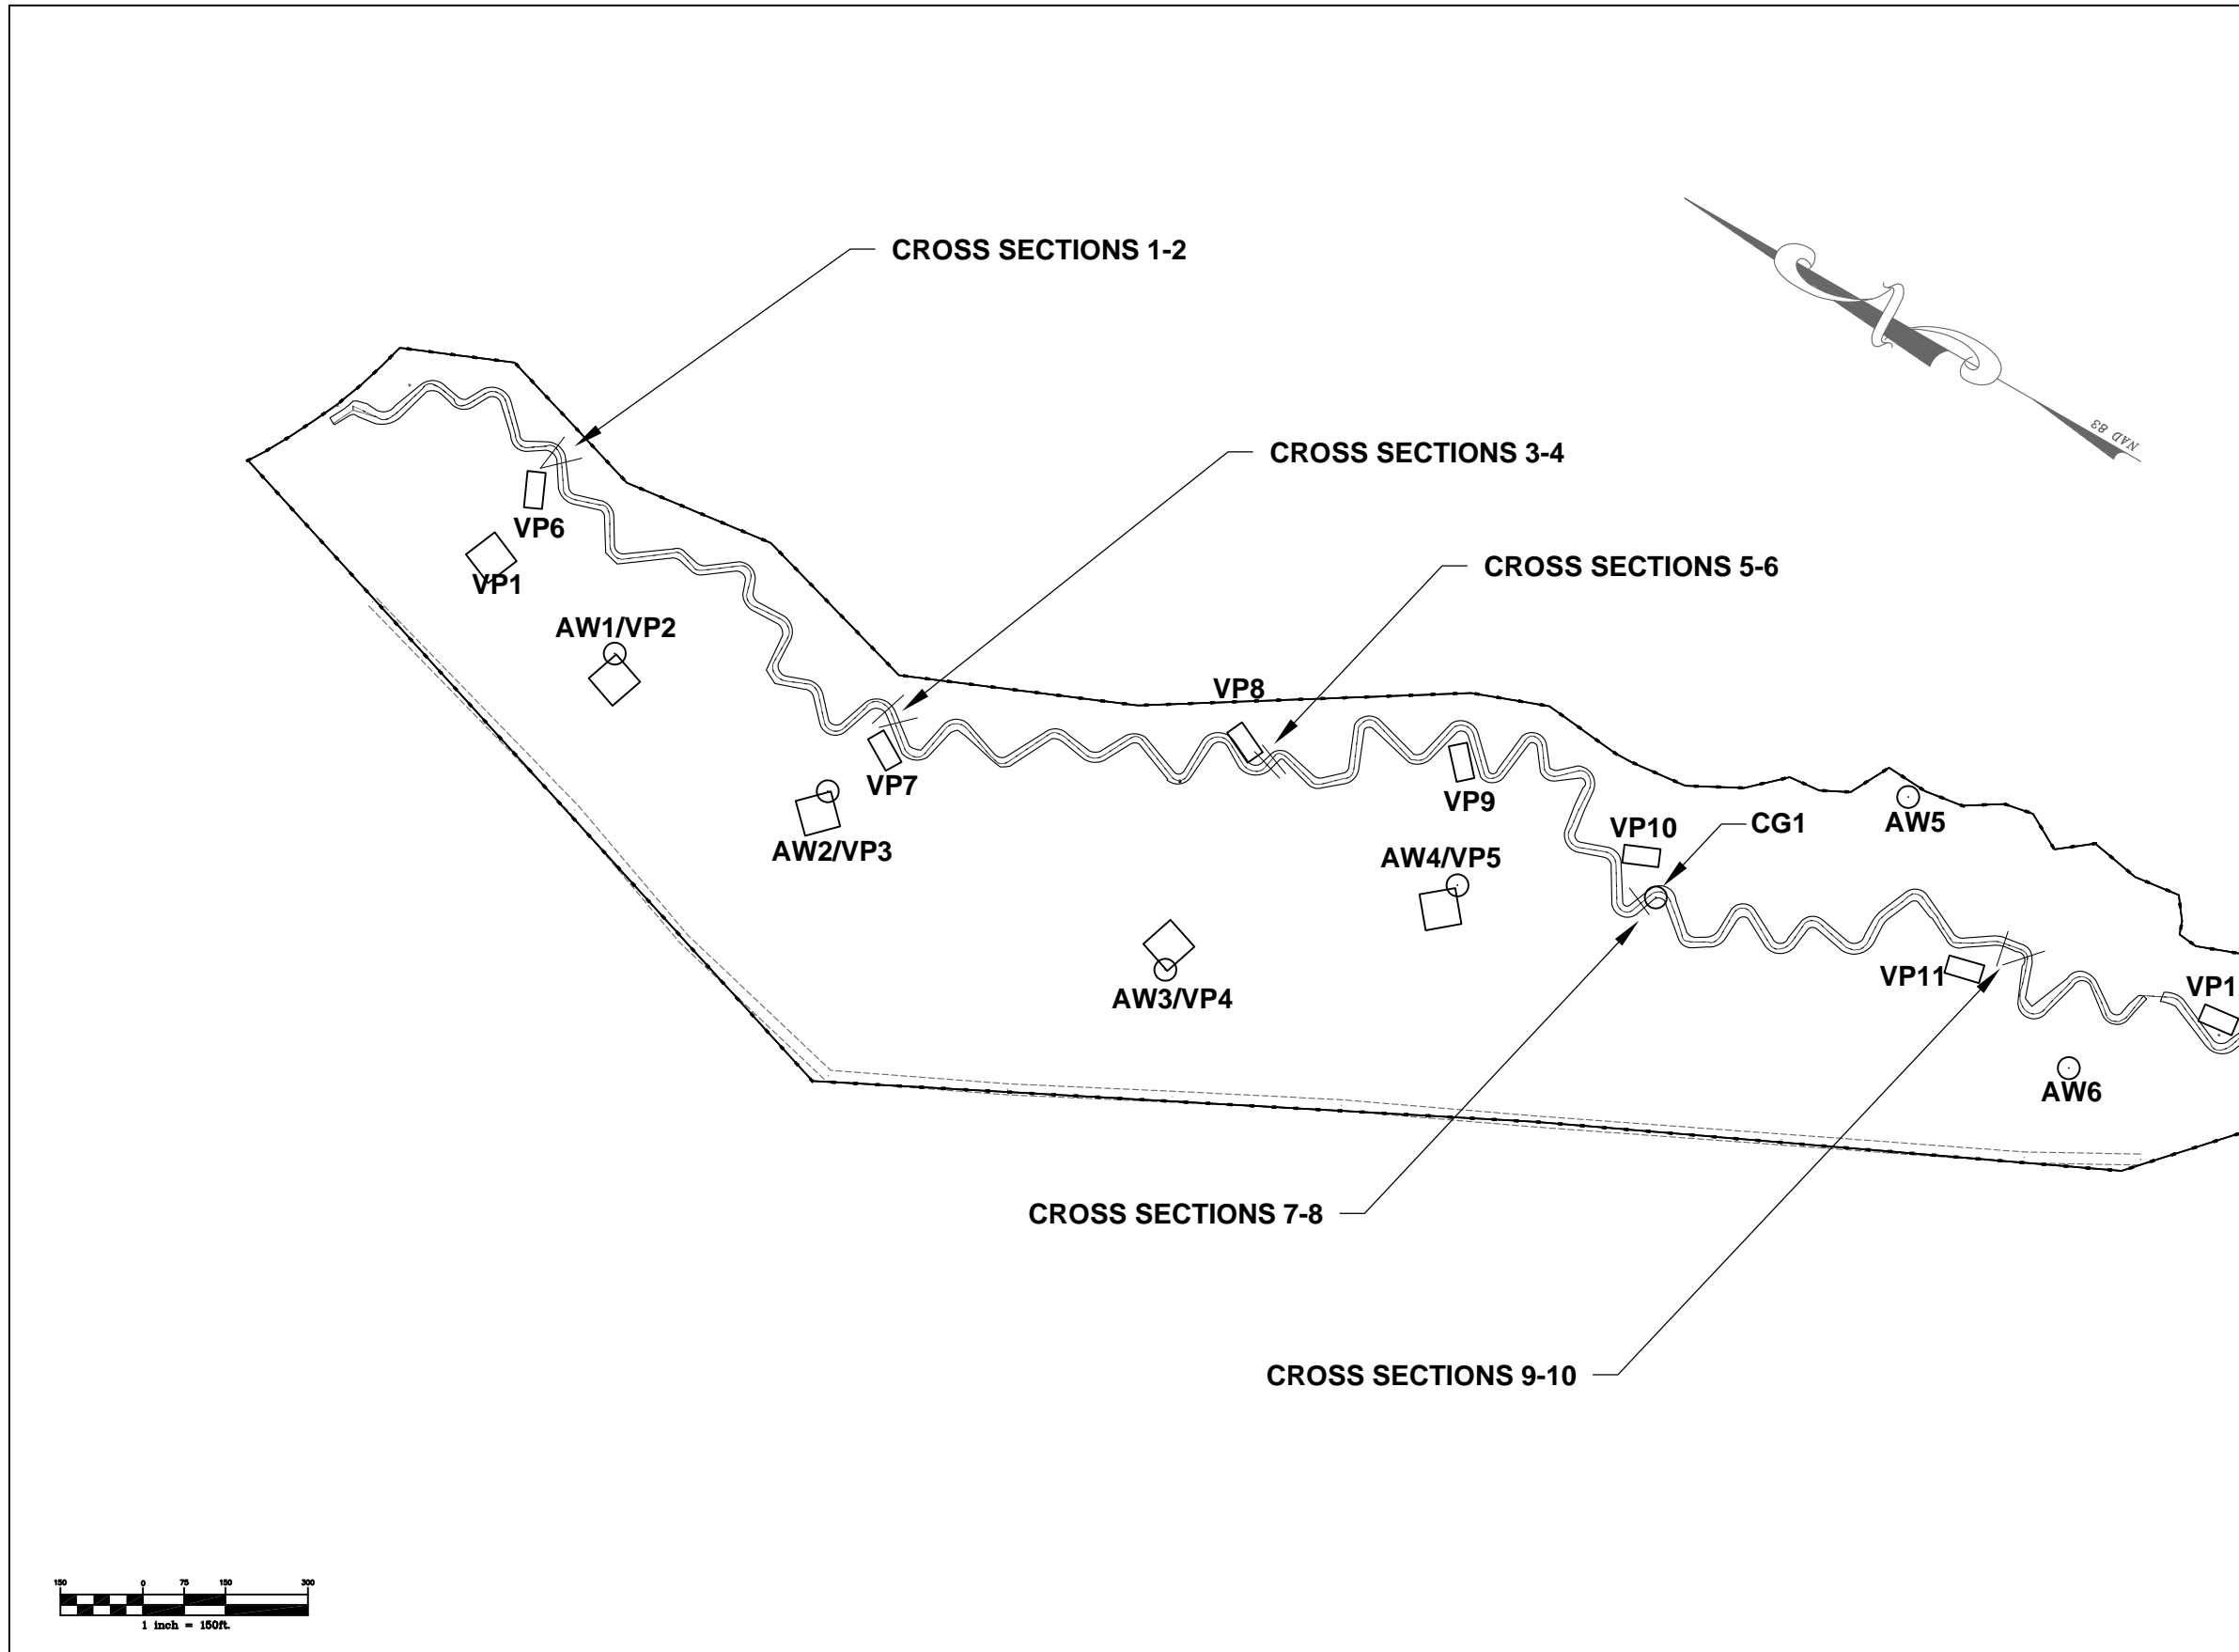 CROSS SECTIONS 1-2
NAD 83
CROSS SECTIONS 3-4
VP6
CROSS SECTIONS 5-6
VP1
AW1/VP2
VP8
VP7
VP9
CG1
AW5
VP10
AW2/VP3
AW4/VP5
VP11
VP1
AW3/VP4
AW6
CROSS SECTIONS 7-8
CROSS SECTIONS 9-10
150 0 75 150 300
1 inch = 150ft.